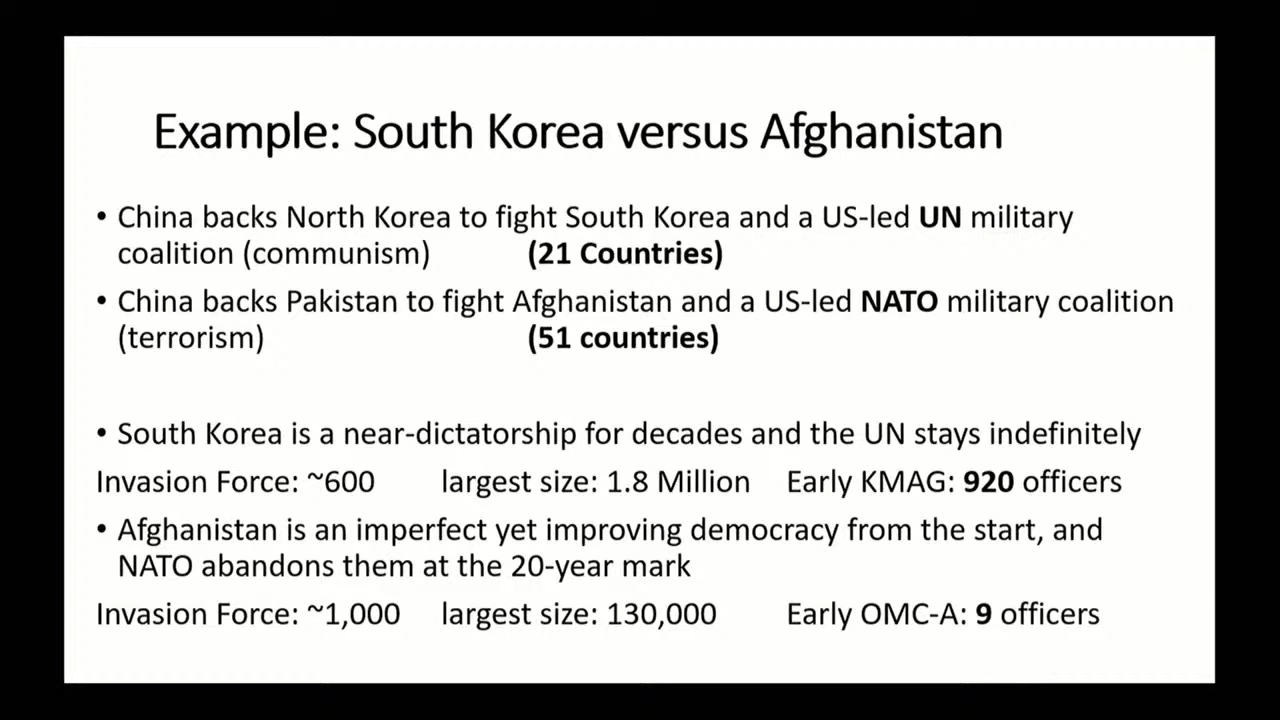 Example: South Korea versus Afghanistan
• China backs North Korea to fight South Korea and a US-led UN military
coalition (communism) (21 Countries)
• China backs Pakistan to fight Afghanistan and a US-led NATO military coalition
(terrorism) (51 countries)
• South Korea is a near-dictatorship for decades and the UN stays indefinitely
Invasion Force: ~600 largest size: 1.8 Million Early KMAG: 920 officers
• Afghanistan is an imperfect yet improving democracy from the start, and
NATO abandons them at the 20-year mark
Invasion Force: ~1,000 largest size: 130,000 Early OMC-A: 9 officers